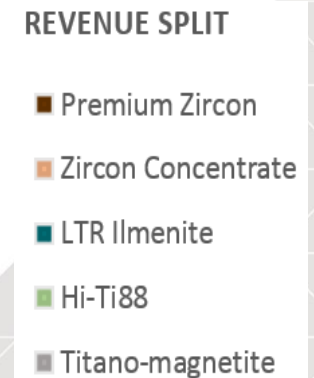 REVENUE SPLIT
Premium Zircon
Zircon Concentrate
LTR Ilmenite
Hi-Ti88
Titano-magnetite